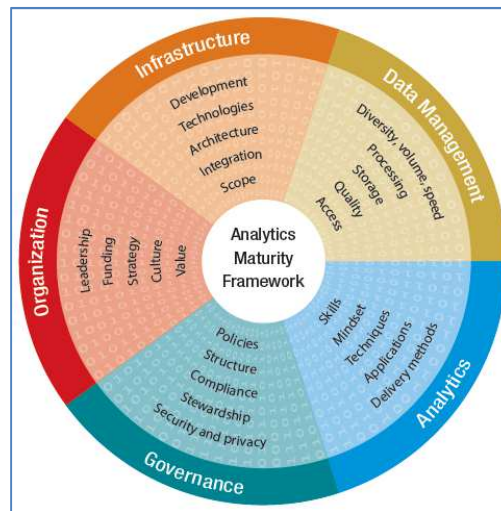 Infrastructure
Development
Technologies
Architecture
Integration
Scope
Data Management
Diversity, volume, speed
Processing
Storage
Quality
Access
Organization
Leadership
Funding
Strategy
Culture
Value
Analytics
Maturity
Framework
Skills
Mindset
Techniques
Applications
Delivery methods
Analytics
Policies
Structure
Compliance
Stewardship
Security and privacy
Governance